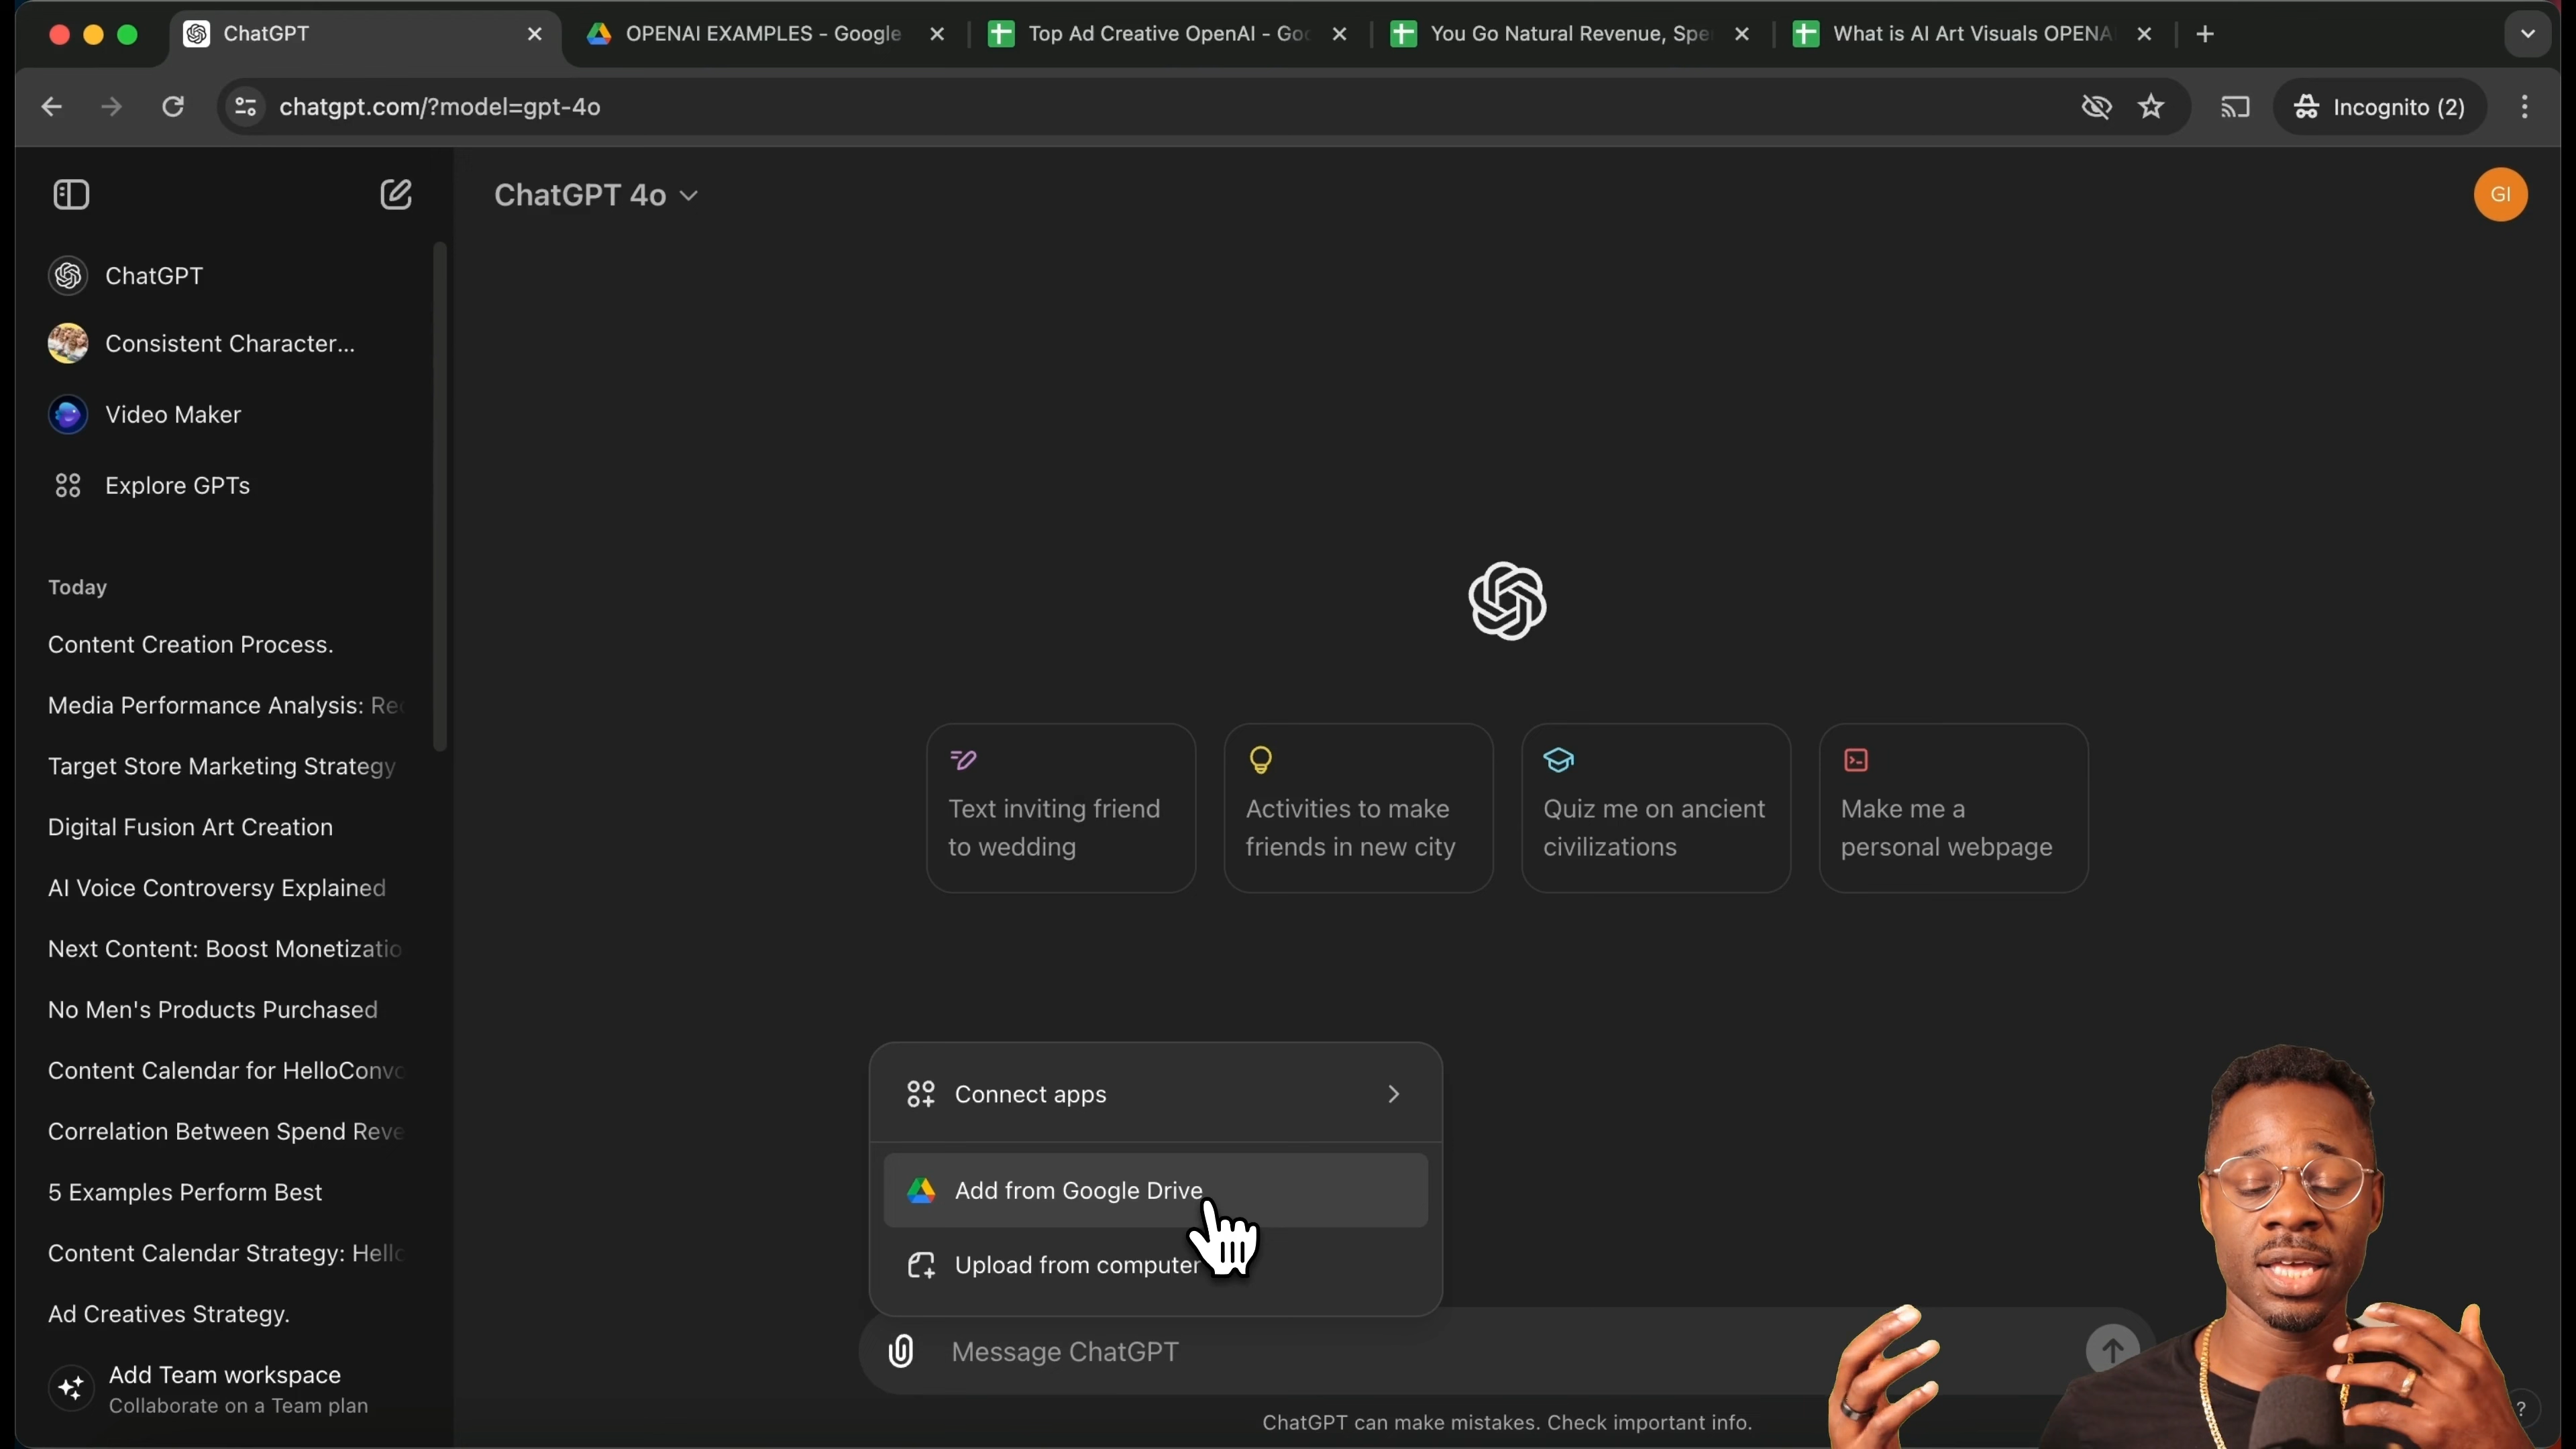 ChatGPT
OPENAI EXAMPLES - Google
Top Ad Creative OpenAI - Goo
You Go Natural Revenue, Spe
What is AI Art Visuals OPENA
chatgpt.com/?model=gpt-4o
Incognito (2)
ChatGPT 4o
GI
ChatGPT
Consistent Character...
Video Maker
Explore GPTs
Today
Content Creation Process.
Media Performance Analysis: Rec
Target Store Marketing Strategy
Digital Fusion Art Creation
AI Voice Controversy Explained
Next Content: Boost Monetizatio
No Men's Products Purchased
Content Calendar for HelloConvo
Correlation Between Spend Reve
5 Examples Perform Best
Content Calendar Strategy: Hello
Ad Creatives Strategy.
Add Team workspace
Collaborate on a Team plan
Text inviting friend
to wedding
Activities to make
friends in new city
Quiz me on ancient
civilizations
Make me a
personal webpage
Connect apps
Add from Google Drive
Upload from computer
Message ChatGPT
ChatGPT can make mistakes. Check important info.
?